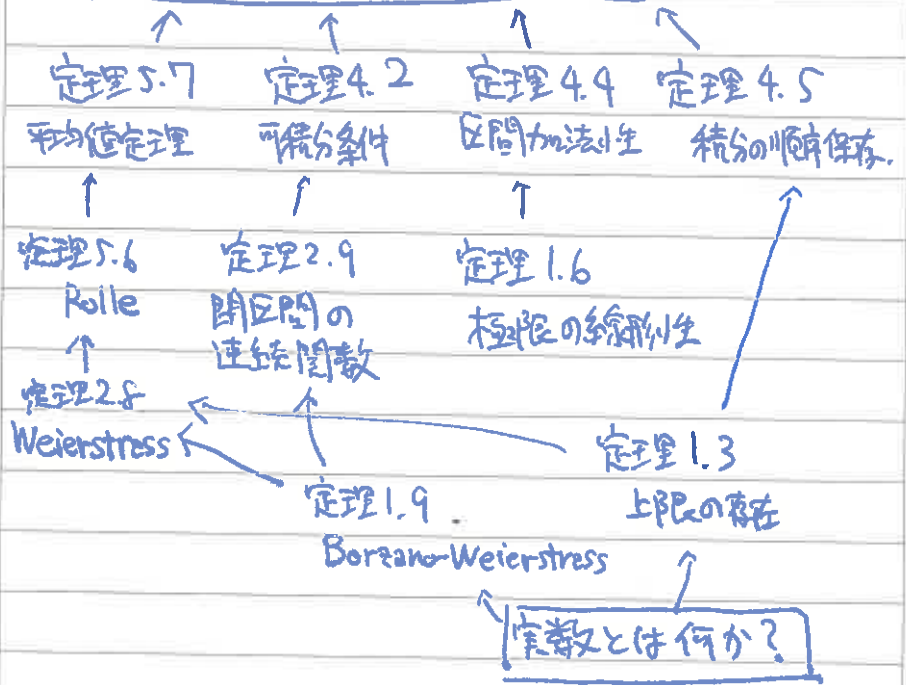 定理5.7
定理4.2
定理4.4
定理4.5
平均値定理
可積分条件
区間加法性
積分の順序保存.
定理5.6
定理2.9
定理1.6
Rolle
閉区間の
極限の線形性
連続関数
定理2.8
Weierstress
定理1.3
定理1.9
上限の存在
Borzano-Weierstress
実数とは何か?